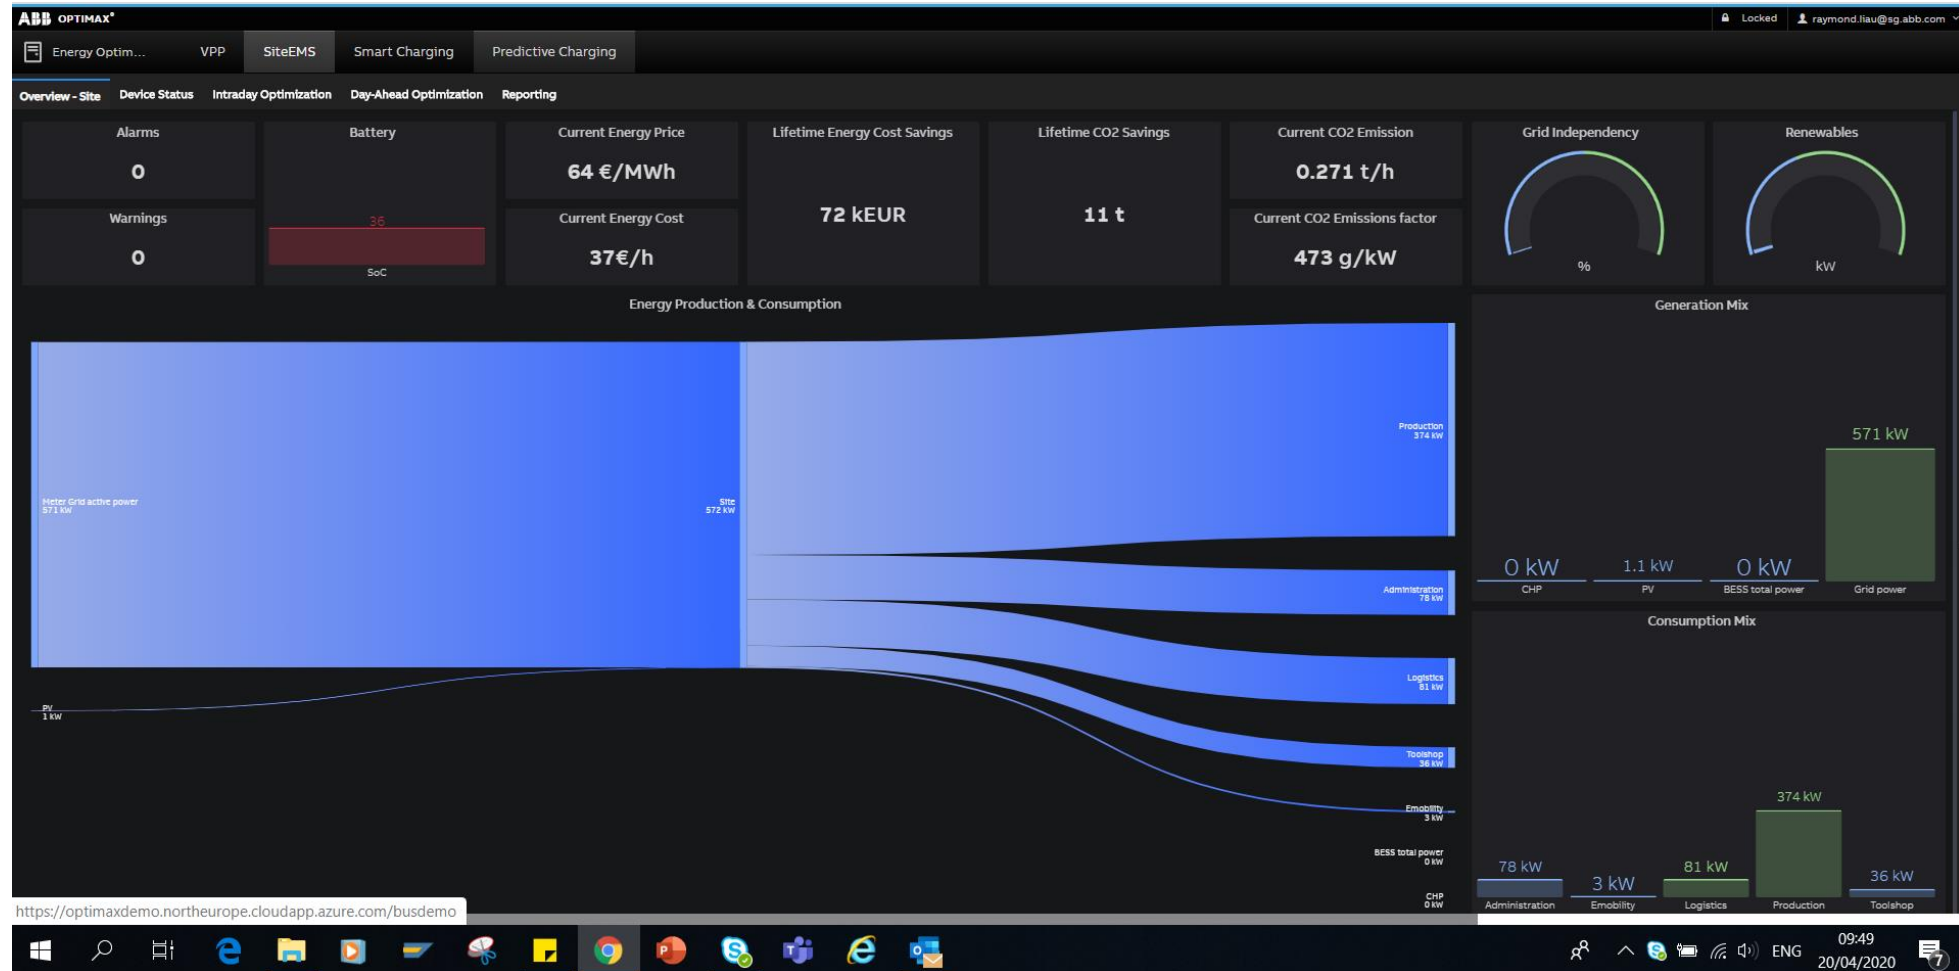 ABB OPTIMAX®
Locked
raymond.liau@sg.abb.com
Energy Optim...
VPP
SiteEMS
Smart Charging
Predictive Charging
Overview - Site
Device Status
Intraday Optimization
Day-Ahead Optimization
Reporting
Alarms
0
Warnings
0
Battery
36
SoC
Current Energy Price
64 €/MWh
Current Energy Cost
37€/h
Lifetime Energy Cost Savings
72 kEUR
Lifetime CO2 Savings
11 t
Current CO2 Emission
0.271 t/h
Current CO2 Emissions factor
473 g/kW
Grid Independency
%
Renewables
kW
Energy Production & Consumption
Meter Grid active power
571 kW
PV
1 kW
Site
572 kW
Production
374 kW
Administration
78 kW
Logistics
81 kW
Toolshop
36 kW
Emobility
3 kW
BESS total power
0 kW
CHP
0 kW
Generation Mix
0 kW
CHP
1.1 kW
PV
0 kW
BESS total power
571 kW
Grid power
Consumption Mix
78 kW
Administration
3 kW
Emobility
81 kW
Logistics
374 kW
Production
36 kW
Toolshop
https://optimaxdemo.northeurope.cloudapp.azure.com/busdemo
ENG
09:49
20/04/2020
7